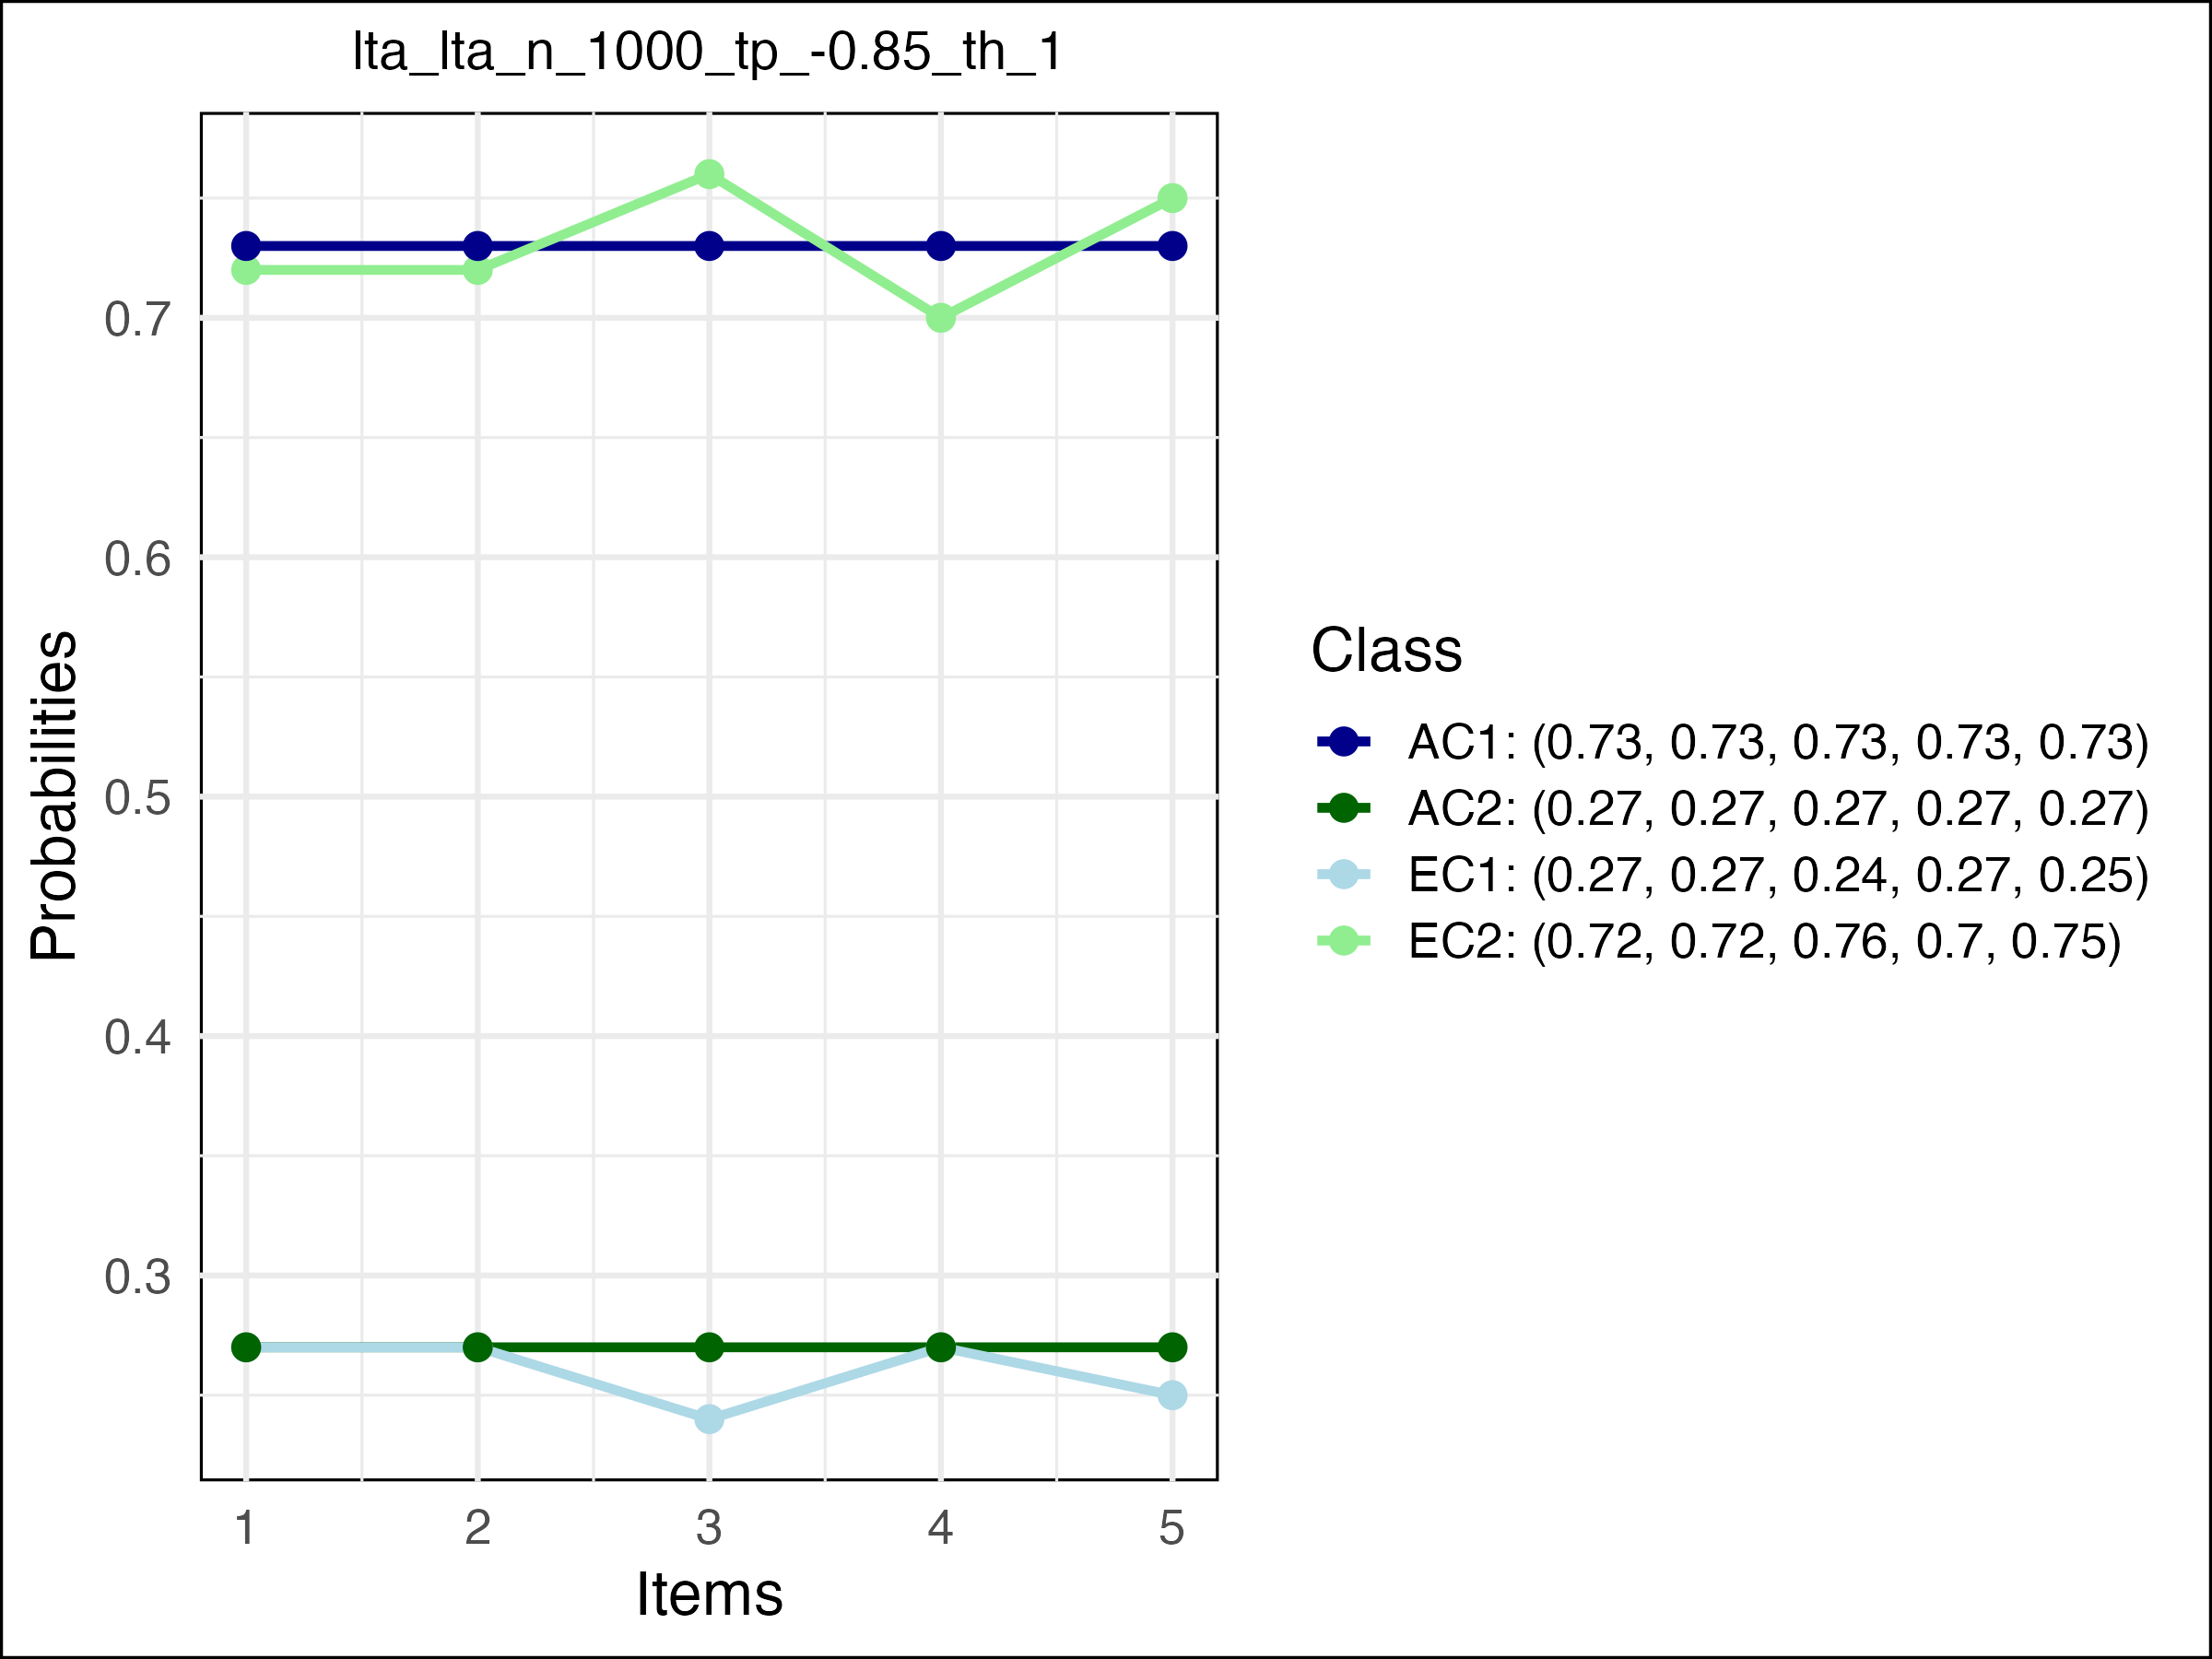 lta_lta_n_1000_tp_-0.85_th_1
Probabilities
0.7
0.6
0.5
0.4
0.3
1 2 3 4 5
Items
Class
AC1: (0.73, 0.73, 0.73, 0.73, 0.73)
AC2: (0.27, 0.27, 0.27, 0.27, 0.27)
EC1: (0.27, 0.27, 0.24, 0.27, 0.25)
EC2: (0.72, 0.72, 0.76, 0.7, 0.75)